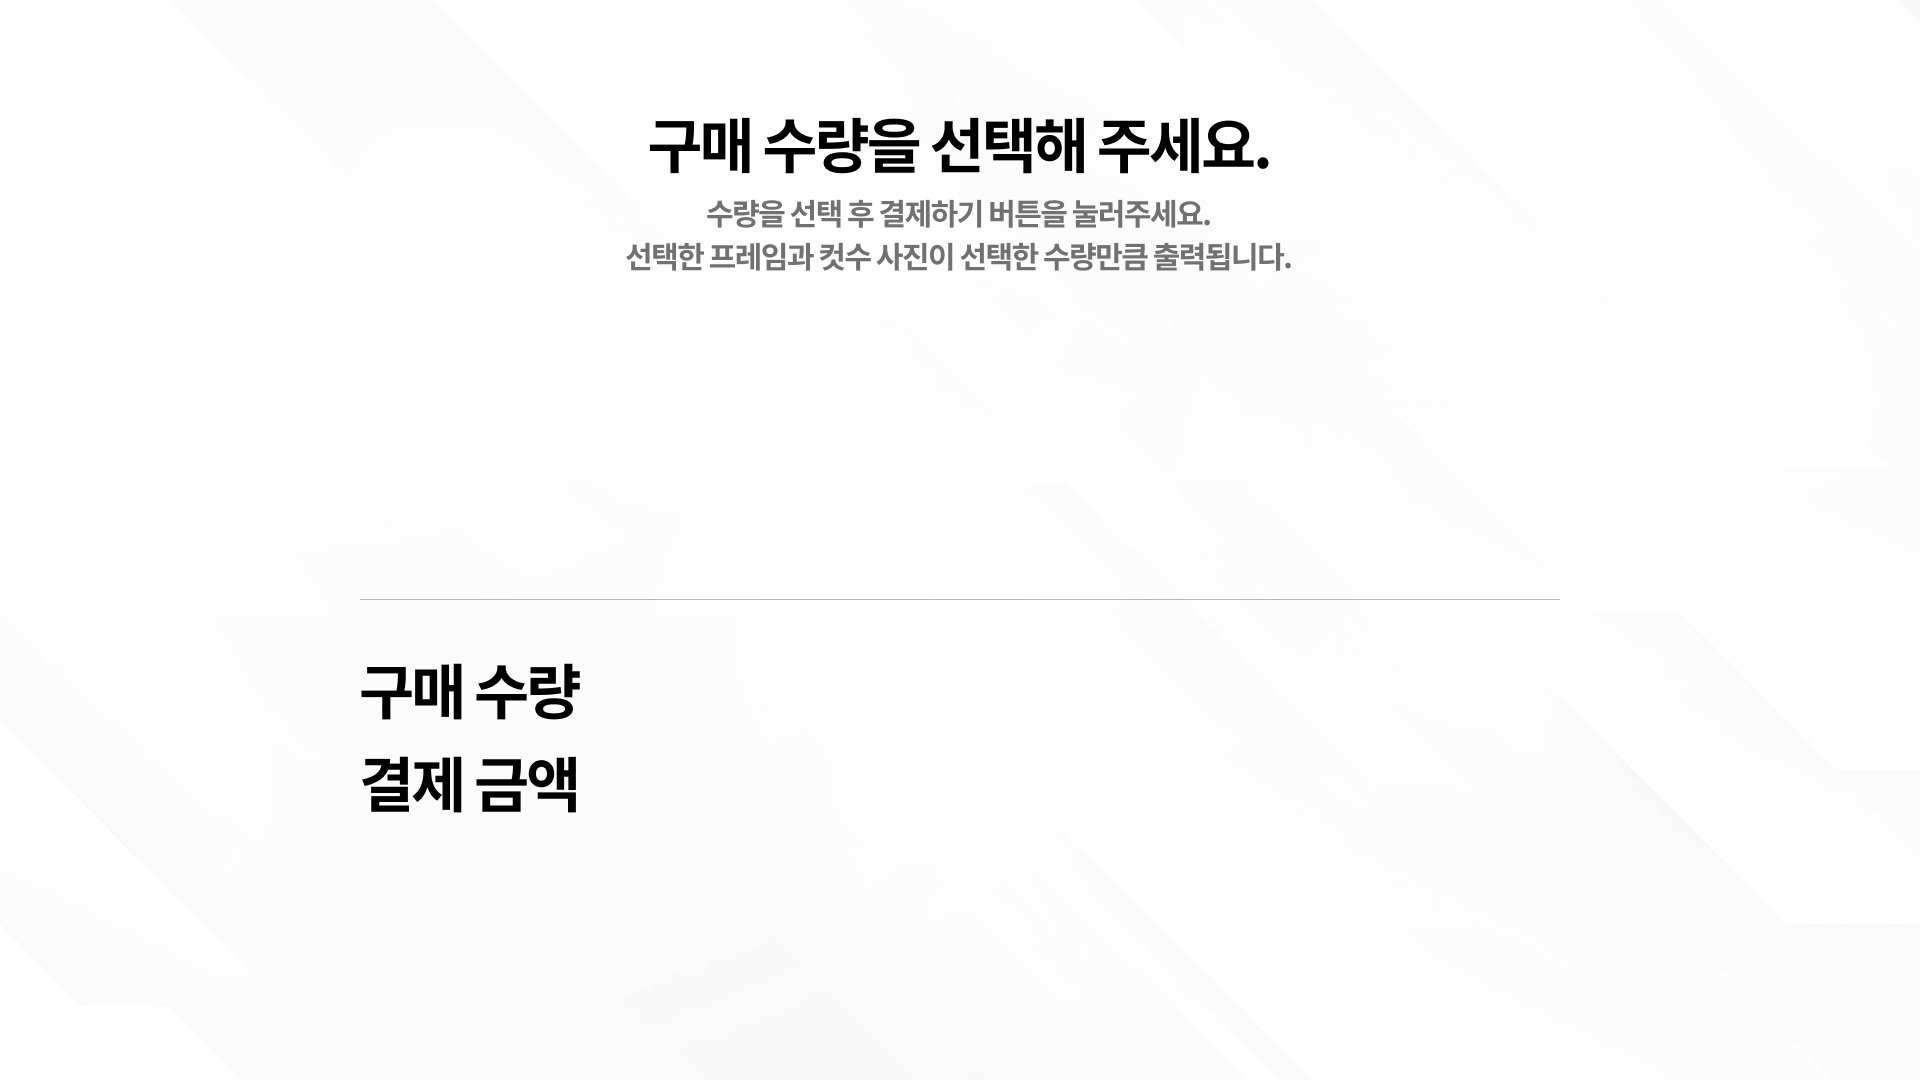 구매 수량을 선택해 주세요.
수량을 선택 후 결제하기 버튼을 눌러주세요.
선택한 프레임과 컷수 사진이 선택한 수량만큼 출력됩니다.
구매 수량
결제 금액